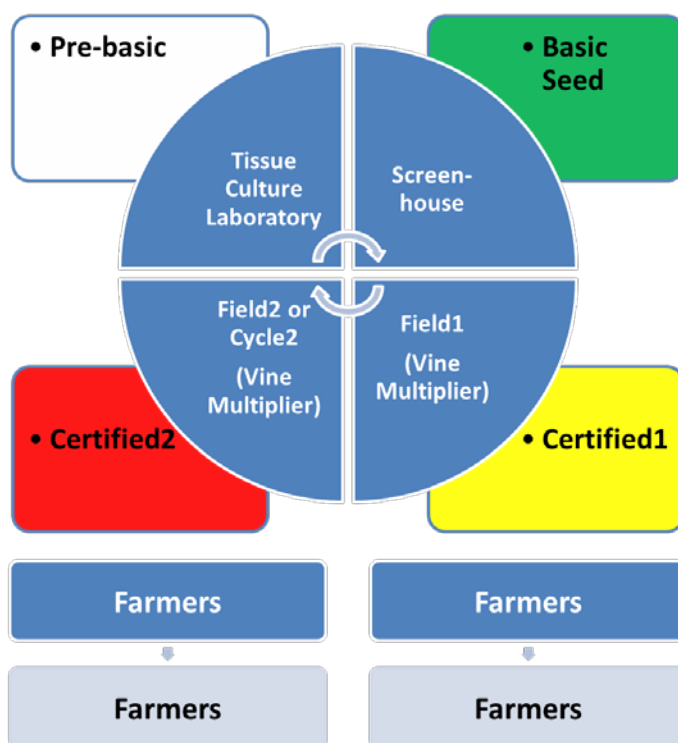 • Pre-basic
• Basic
Seed
Tissue
Culture
Laboratory
Screen-
house
Field2 or
Cycle2
(Vine
Multiplier)
Field1
(Vine
Multiplier)
• Certified2
• Certified1
Farmers
Farmers
Farmers
Farmers